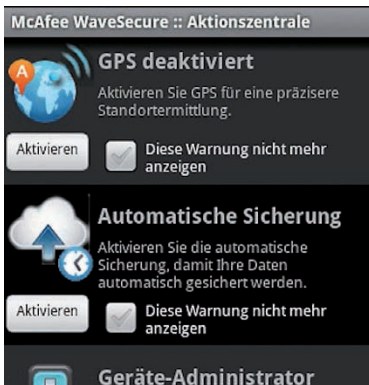 McAfee WaveSecure :: Aktionszentrale
GPS deaktiviert
A
Aktivieren Sie GPS für eine präzisere
Standortermittlung.
Aktivieren
Diese Warnung nicht mehr
anzeigen
Automatische Sicherung
Aktivieren Sie die automatische
Sicherung, damit Ihre Daten
automatisch gesichert werden.
Aktivieren
Diese Warnung nicht mehr
anzeigen
Geräte-Administrator